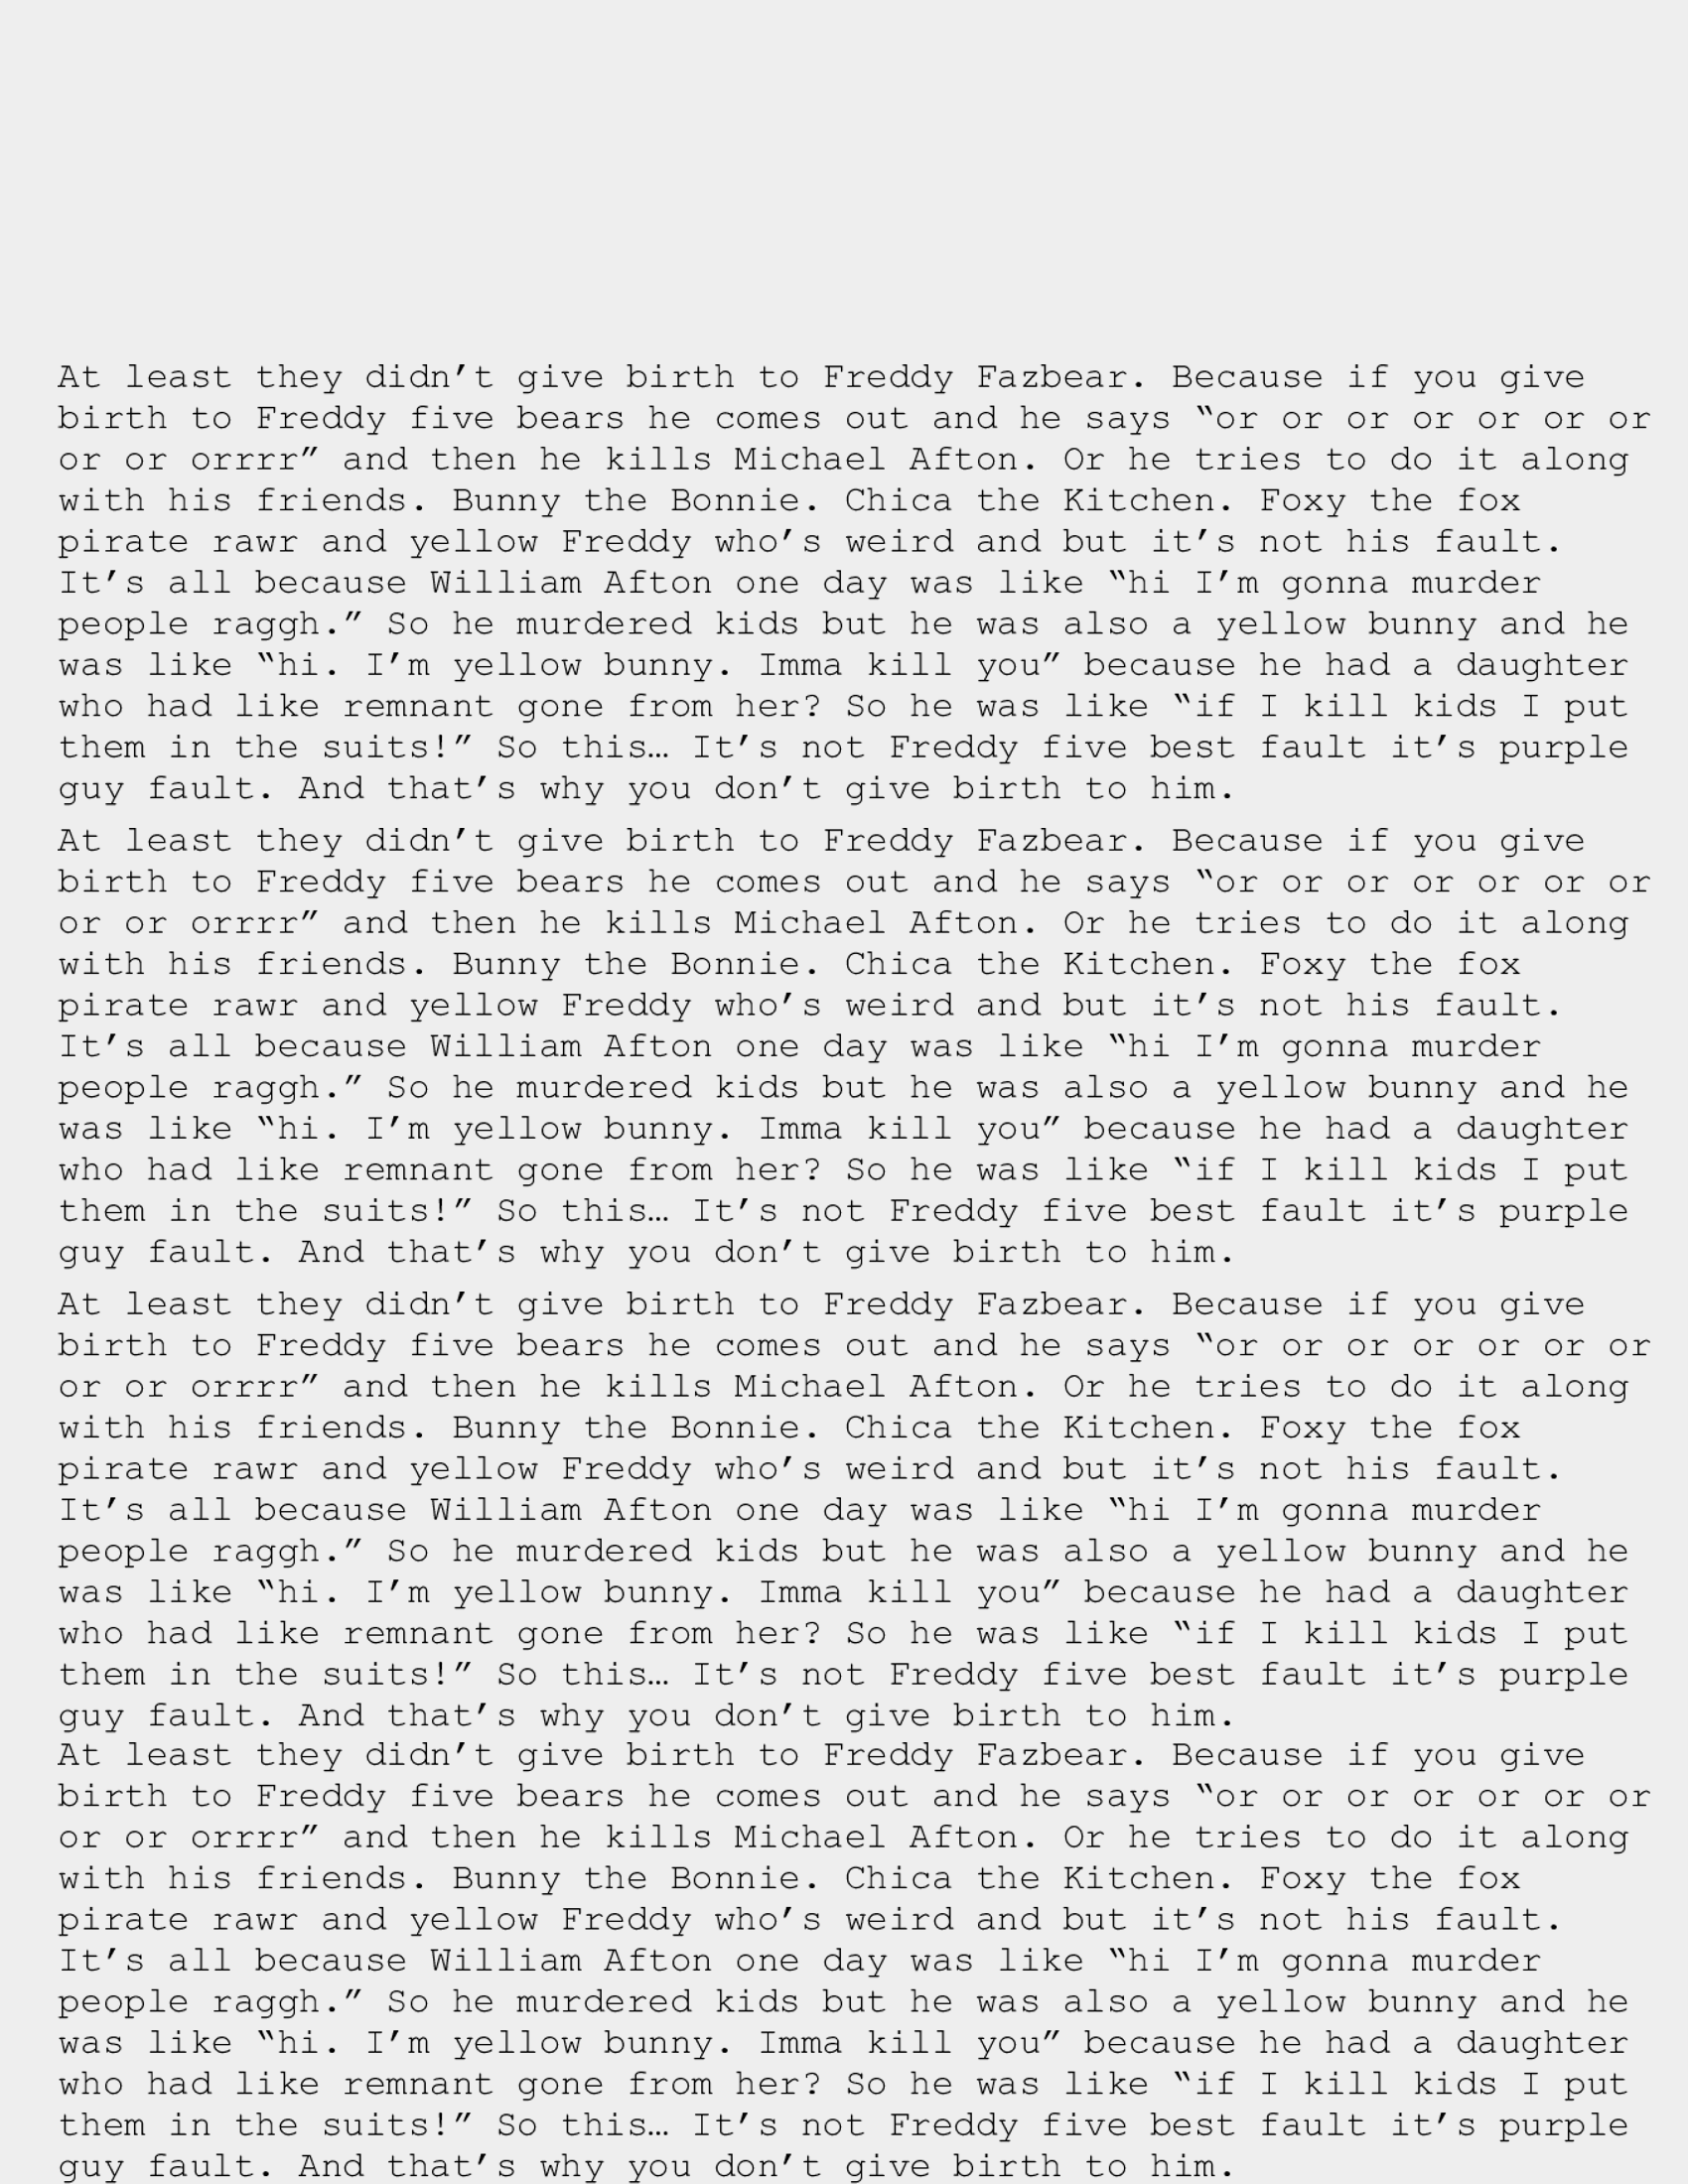 At least they didn’t give birth to Freddy Fazbear. Because if you give
birth to Freddy five bears he comes out and he says “or or or or or or or
or or orrrr” and then he kills Michael Afton. Or he tries to do it along
with his friends. Bunny the Bonnie. Chica the Kitchen. Foxy the fox
pirate rawr and yellow Freddy who’s weird and but it’s not his fault.
It’s all because William Afton one day was like “hi I’m gonna murder
people raggh.” So he murdered kids but he was also a yellow bunny and he
was like “hi. I’m yellow bunny. Imma kill you” because he had a daughter
who had like remnant gone from her? So he was like “if I kill kids I put
them in the suits!” So this… It’s not Freddy five best fault it’s purple
guy fault. And that’s why you don’t give birth to him.
At least they didn’t give birth to Freddy Fazbear. Because if you give
birth to Freddy five bears he comes out and he says “or or or or or or or
or or orrrr” and then he kills Michael Afton. Or he tries to do it along
with his friends. Bunny the Bonnie. Chica the Kitchen. Foxy the fox
pirate rawr and yellow Freddy who’s weird and but it’s not his fault.
It’s all because William Afton one day was like “hi I’m gonna murder
people raggh.” So he murdered kids but he was also a yellow bunny and he
was like “hi. I’m yellow bunny. Imma kill you” because he had a daughter
who had like remnant gone from her? So he was like “if I kill kids I put
them in the suits!” So this… It’s not Freddy five best fault it’s purple
guy fault. And that’s why you don’t give birth to him.
At least they didn’t give birth to Freddy Fazbear. Because if you give
birth to Freddy five bears he comes out and he says “or or or or or or or
or or orrrr” and then he kills Michael Afton. Or he tries to do it along
with his friends. Bunny the Bonnie. Chica the Kitchen. Foxy the fox
pirate rawr and yellow Freddy who’s weird and but it’s not his fault.
It’s all because William Afton one day was like “hi I’m gonna murder
people raggh.” So he murdered kids but he was also a yellow bunny and he
was like “hi. I’m yellow bunny. Imma kill you” because he had a daughter
who had like remnant gone from her? So he was like “if I kill kids I put
them in the suits!” So this… It’s not Freddy five best fault it’s purple
guy fault. And that’s why you don’t give birth to him.
At least they didn’t give birth to Freddy Fazbear. Because if you give
birth to Freddy five bears he comes out and he says “or or or or or or or
or or orrrr” and then he kills Michael Afton. Or he tries to do it along
with his friends. Bunny the Bonnie. Chica the Kitchen. Foxy the fox
pirate rawr and yellow Freddy who’s weird and but it’s not his fault.
It’s all because William Afton one day was like “hi I’m gonna murder
people raggh.” So he murdered kids but he was also a yellow bunny and he
was like “hi. I’m yellow bunny. Imma kill you” because he had a daughter
who had like remnant gone from her? So he was like “if I kill kids I put
them in the suits!” So this… It’s not Freddy five best fault it’s purple
guy fault. And that’s why you don’t give birth to him.